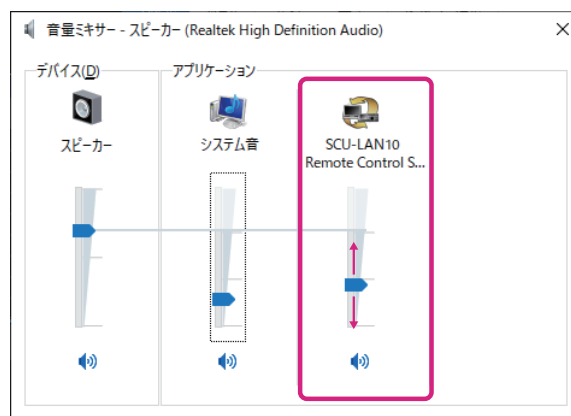 音量ミキサー - スピーカー (Realtek High Definition Audio)
デバイス(D)
アプリケーション
スピーカー
システム音
SCU-LAN10
Remote Control S...